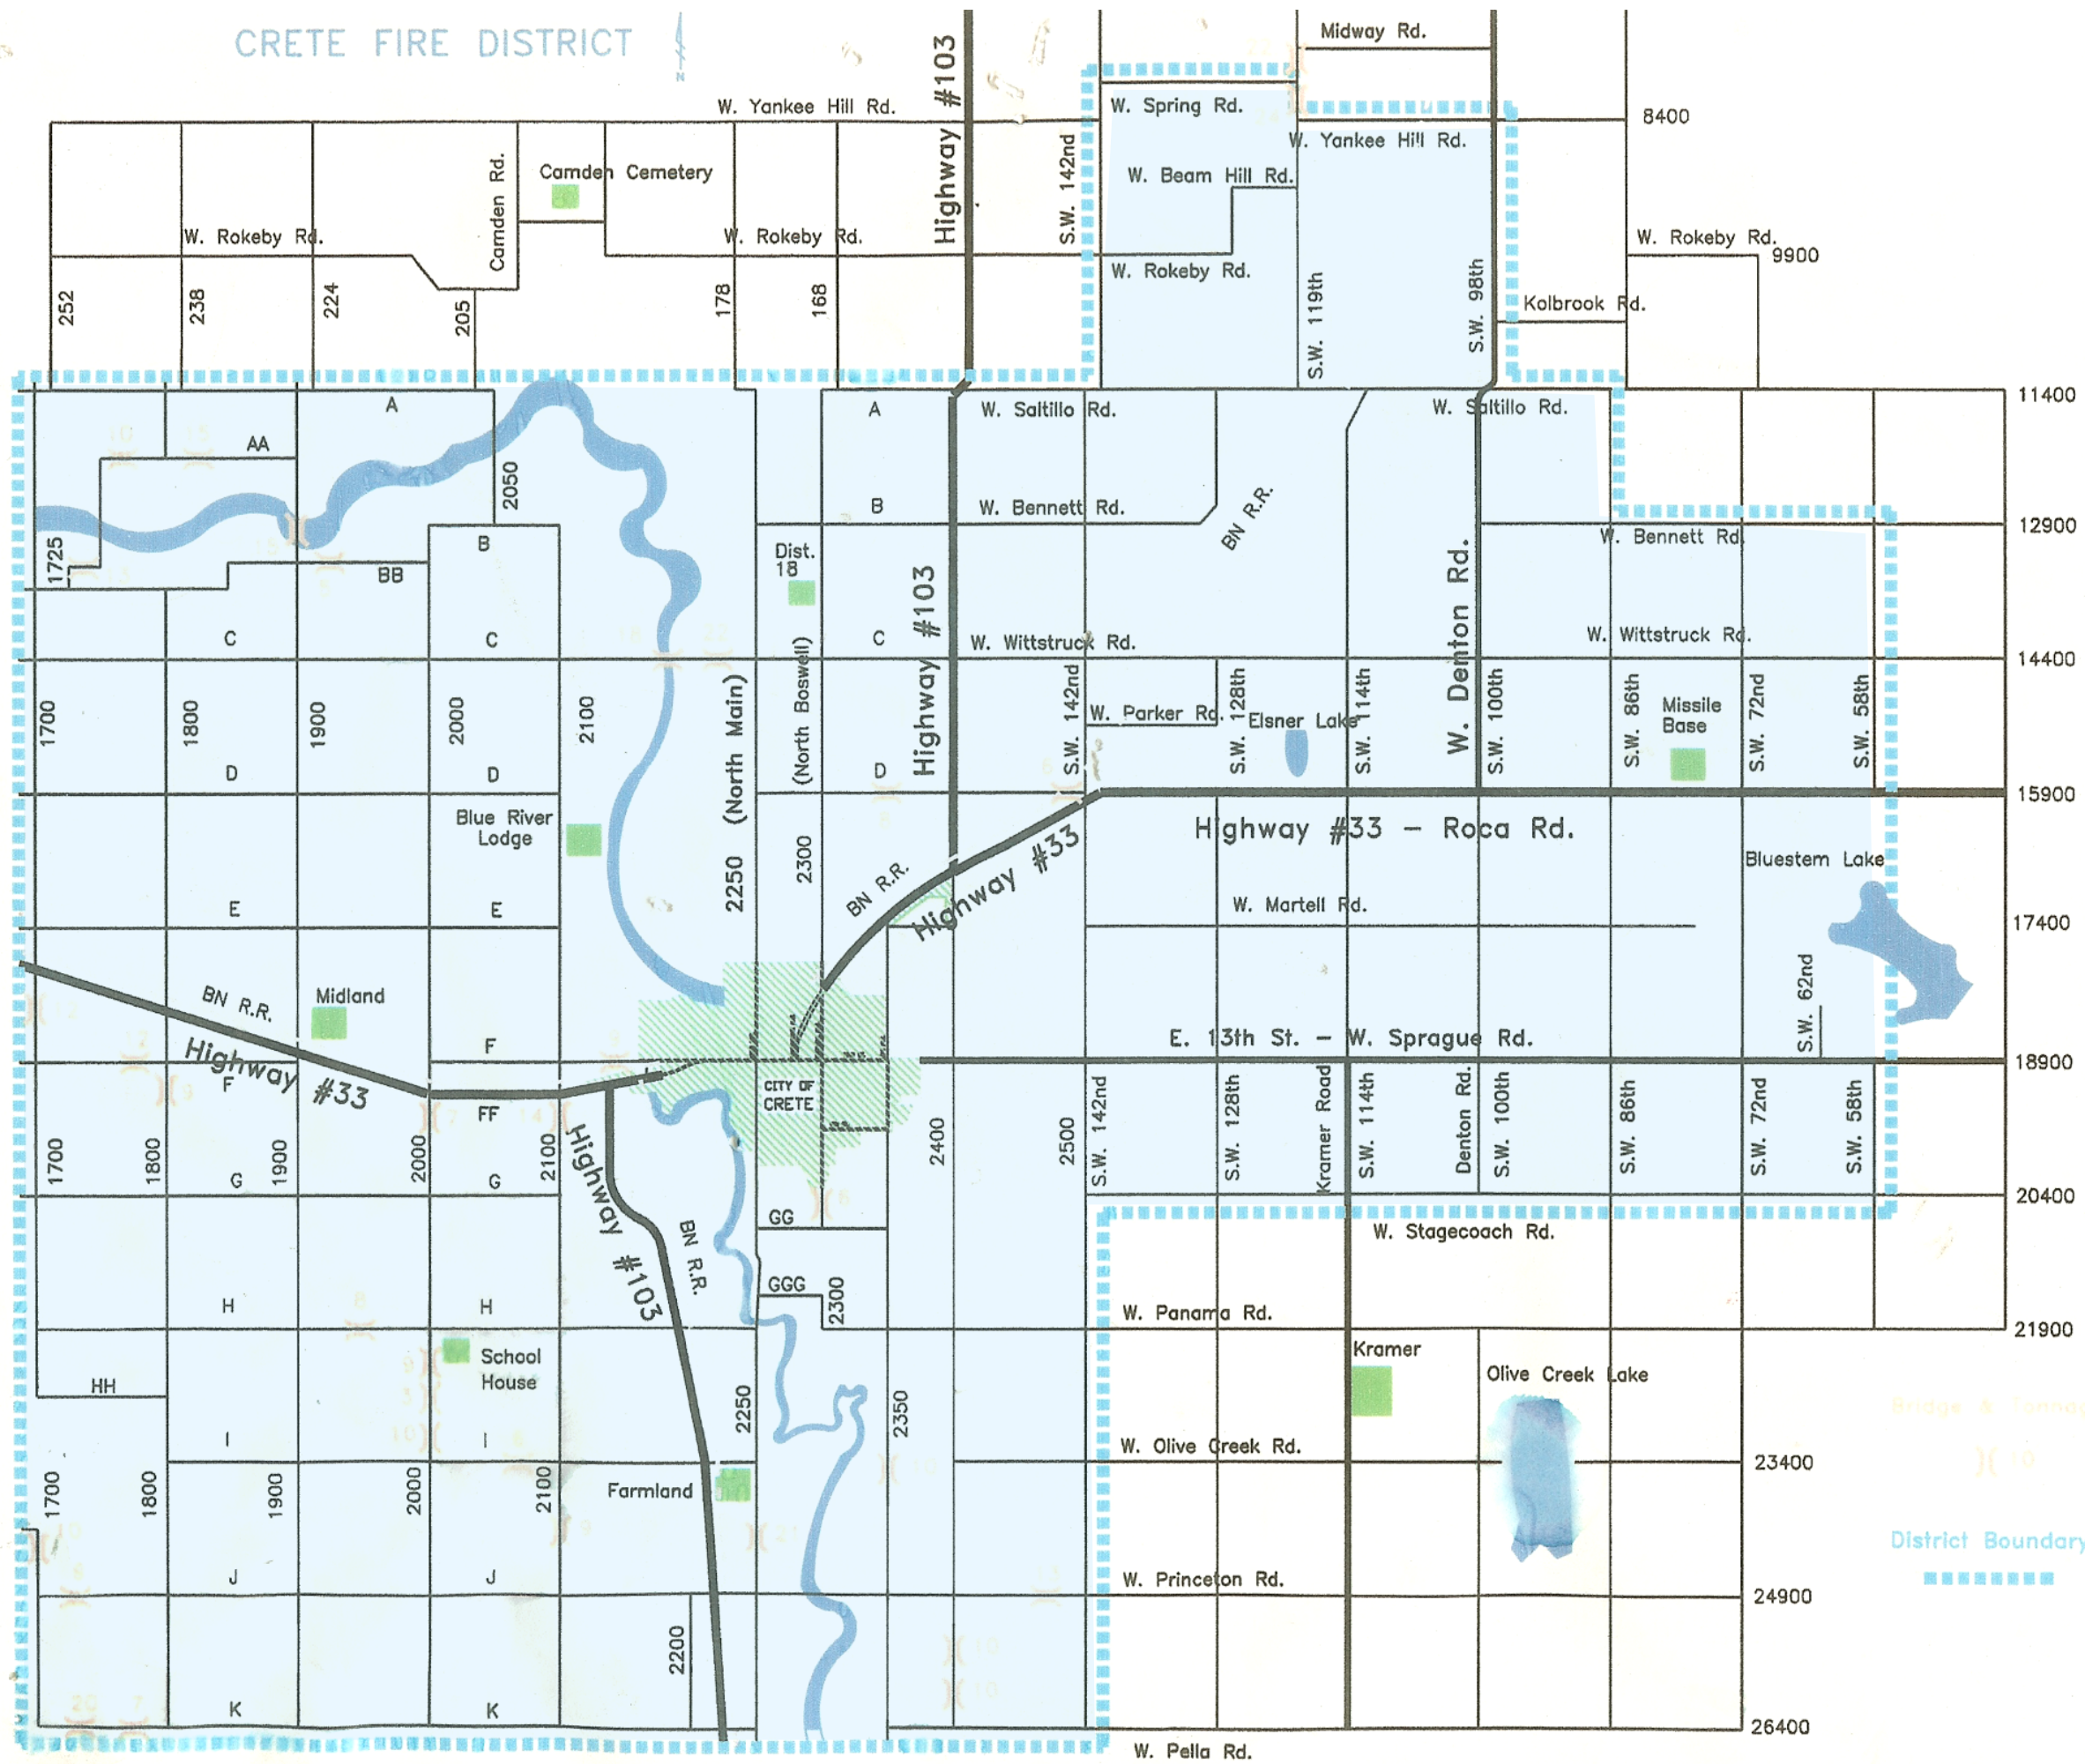 CRETE FIRE DISTRICT
N
Midway Rd.
Highway #103
W. Yankee Hill Rd.
W. Spring Rd.
8400
S.W. 142nd
W. Yankee Hill Rd.
Camden Rd.
Camden Cemetery
W. Beam Hill Rd.
W. Rokeby Rd.
W. Rokeby Rd.
W. Rokeby Rd.
W. Rokeby Rd.
9900
252
238
224
205
178
168
S.W. 119th
S.W. 98th
Kolbrook Rd.
A
A
W. Saltillo Rd.
W. Saltillo Rd.
11400
AA
2050
B
W. Bennett Rd.
BN R.R.
12900
1725
B
BB
Dist.
18
W. Bennett Rd.
Highway #103
W. Denton Rd.
C
C
C
W. Wittstruck Rd.
W. Wittstruck Rd.
14400
1700
1800
1900
2000
2100
2250 (North Main)
(North Boswell)
2300
S.W. 142nd
W. Parker Rd.
S.W. 128th
Elsner Lake
S.W. 114th
S.W. 100th
S.W. 86th
Missile
Base
S.W. 72nd
S.W. 58th
D
D
D
15900
Blue River
Lodge
Highway #33 - Roca Rd.
BN R.R.
Highway #33
Bluestem Lake
E
E
W. Martell Rd.
17400
BN R.R.
Midland
S.W. 62nd
Highway #33
F
F
E. 13th St. - W. Sprague Rd.
18900
CITY OF
CRETE
FF
1700
1800
1900
2000
2100
Highway #103
2400
2500
S.W. 142nd
S.W. 128th
Kramer Road
S.W. 114th
Denton Rd.
S.W. 100th
S.W. 86th
S.W. 72nd
S.W. 58th
G
G
20400
GG
BN R.R.
W. Stagecoach Rd.
GGG
2300
H
H
W. Panama Rd.
21900
School
House
Kramer
Olive Creek Lake
HH
2250
2350
I
I
W. Olive Creek Rd.
23400
1700
1800
1900
2000
2100
Farmland
District Boundary
J
J
W. Princeton Rd.
24900
2200
K
K
26400
W. Pella Rd.